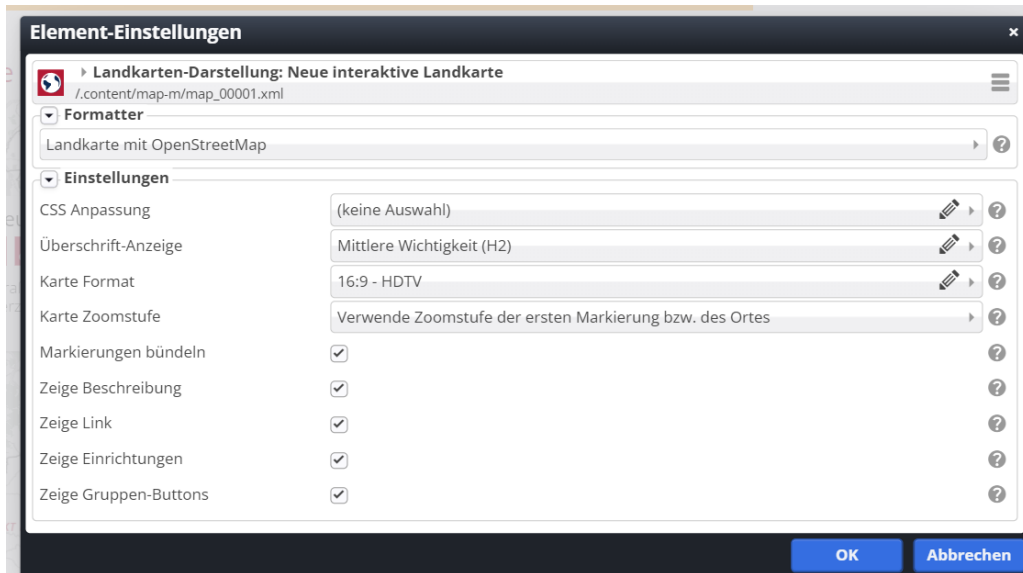 Element-Einstellungen
Landkarten-Darstellung: Neue interaktive Landkarte
/.content/map-m/map_00001.xml
Formatter
Landkarte mit OpenStreetMap
Einstellungen
CSS Anpassung (keine Auswahl)
Überschrift-Anzeige Mittlere Wichtigkeit (H2)
Karte Format 16:9 - HDTV
Karte Zoomstufe Verwende Zoomstufe der ersten Markierung bzw. des Ortes
Markierungen bündeln
Zeige Beschreibung
Zeige Link
Zeige Einrichtungen
Zeige Gruppen-Buttons
OK Abbrechen